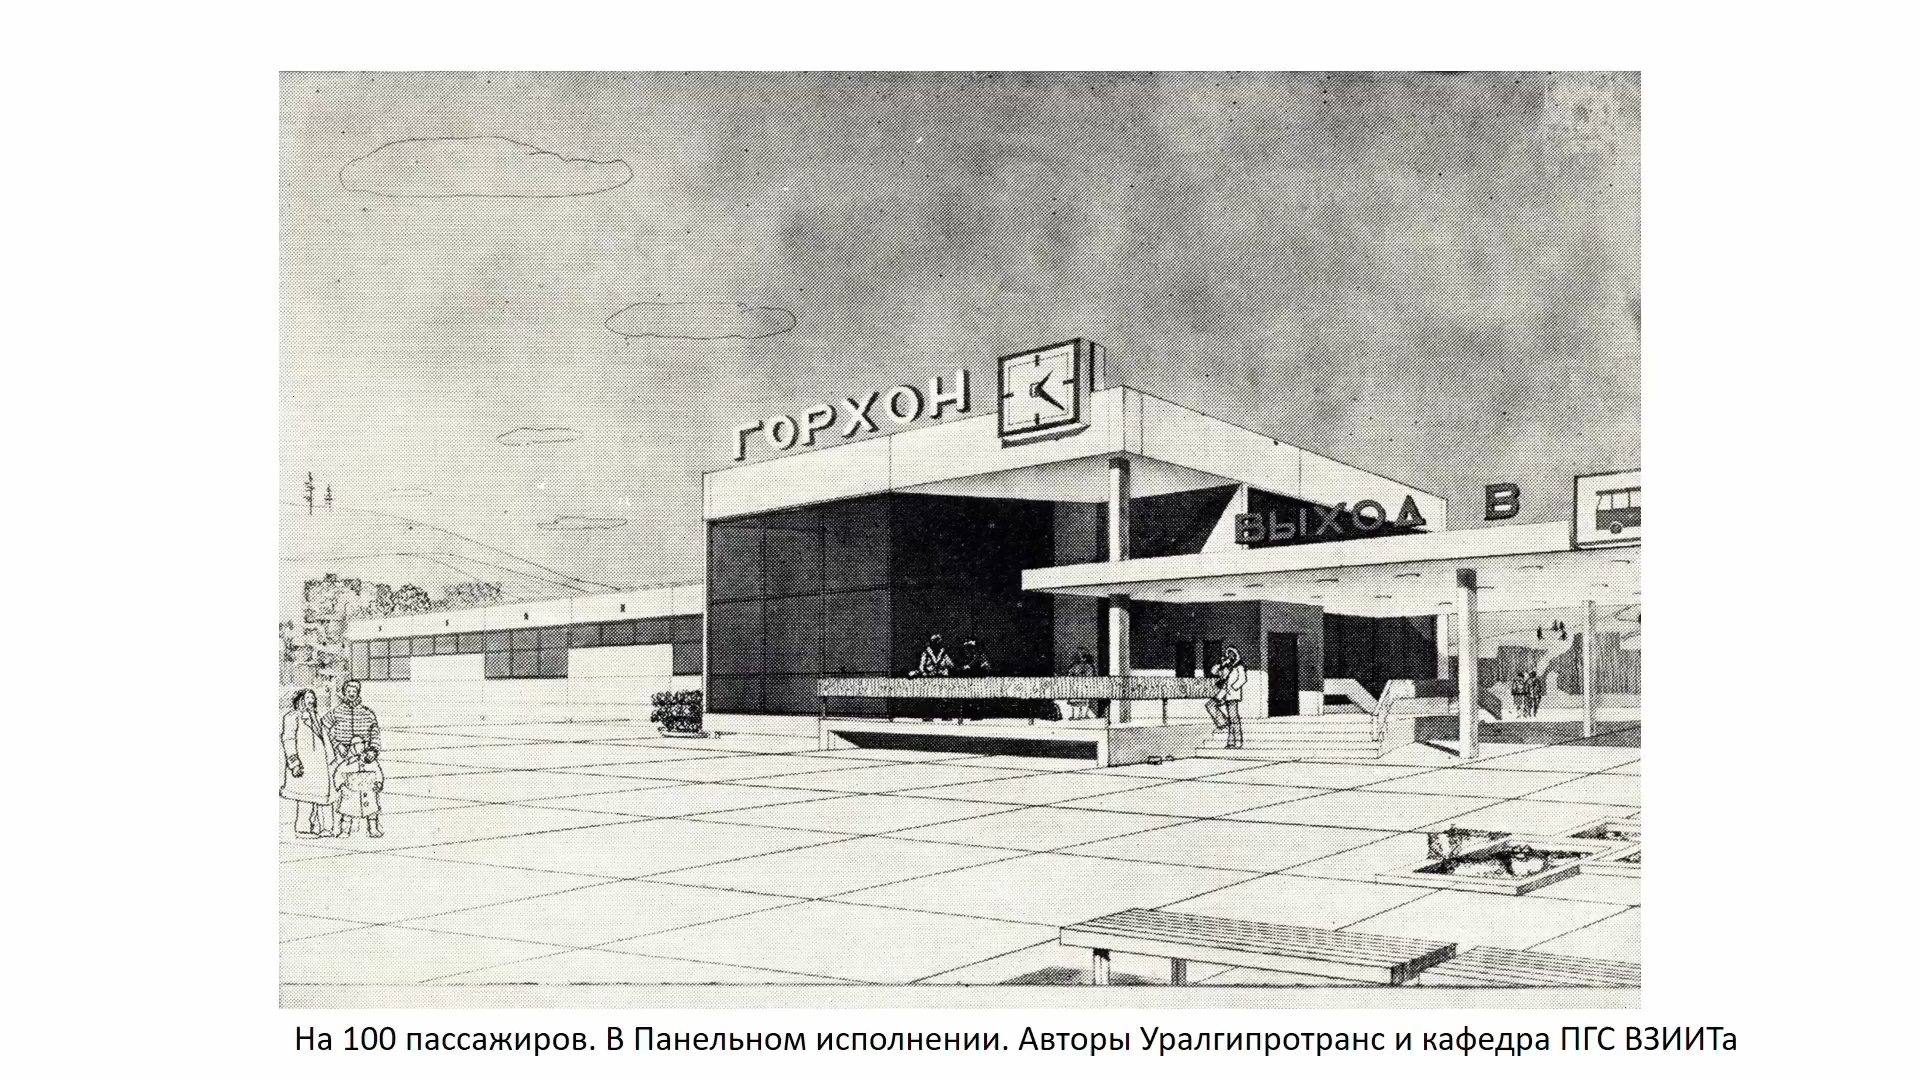 ГОРХОН
ВЫХОД В
На 100 пассажиров. В Панельном исполнении. Авторы Уралгипротранс и кафедра ПГС ВЗИИТа